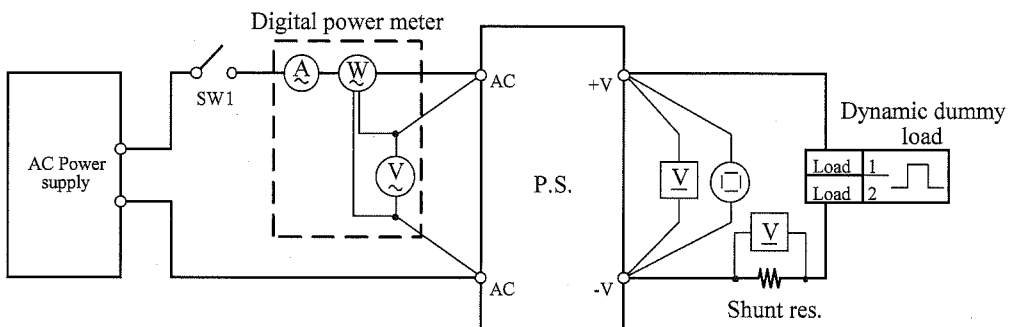 Digital power meter
A
W
SW1
AC
+V
Dynamic dummy
load
AC Power
supply
V
P.S.
V
Load 1
Load 2
V
AC
-V
Shunt res.